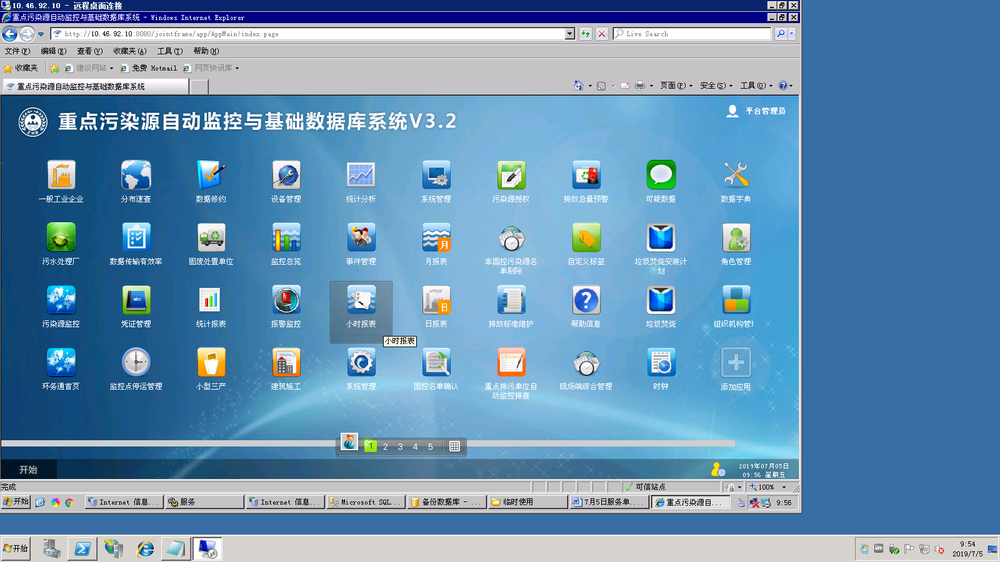 10.46.92.10 - 远程桌面连接
重点污染源自动监控与基础数据库系统 - Windows Internet Explorer
http://10.46.92.10:8080/jointframe/app/AppMain!index.page
Live Search
文件(F) 编辑(E) 查看(V) 收藏夹(A) 工具(T) 帮助(H)
收藏夹 建议网站 免费 Hotmail 网页快讯库
重点污染源自动监控与基础数据库系统
页面(P) 安全(S) 工具(O)
平台管理员
ZHB
重点污染源自动监控与基础数据库系统V3.2
一般工业企业 分布速查 数据修约 设备管理 统计分析 系统管理 污染源授权 排放总量预警 可疑数据 数据字典
月
污水处理厂 数据传输有效率 固废处置单位 监控总览 事件管理 月报表 非国控污染源名 自定义标签 垃圾焚烧安装计 角色管理
单剔除 划
abc 日
污染源监控 凭证管理 统计报表 报警监控 小时报表 日报表 排放标准维护 帮助信息 垃圾焚烧 组织机构管理
小时报表
环务通首页 监控点停运管理 小型三产 建筑施工 系统管理 国控名单确认 重点排污单位自 现场端综合管理 时钟 添加应用
动监控排查
1 2 3 4 5
开始
2019年07月05日
09:56 星期五
完成
可信站点
100%
开始 Internet 信息... 服务 Internet 信息... Microsoft SQL... 备份数据库 - ... 临时使用 7月5日服务单.... 重点污染源自... 9:56
开始
9:54
2019/7/5